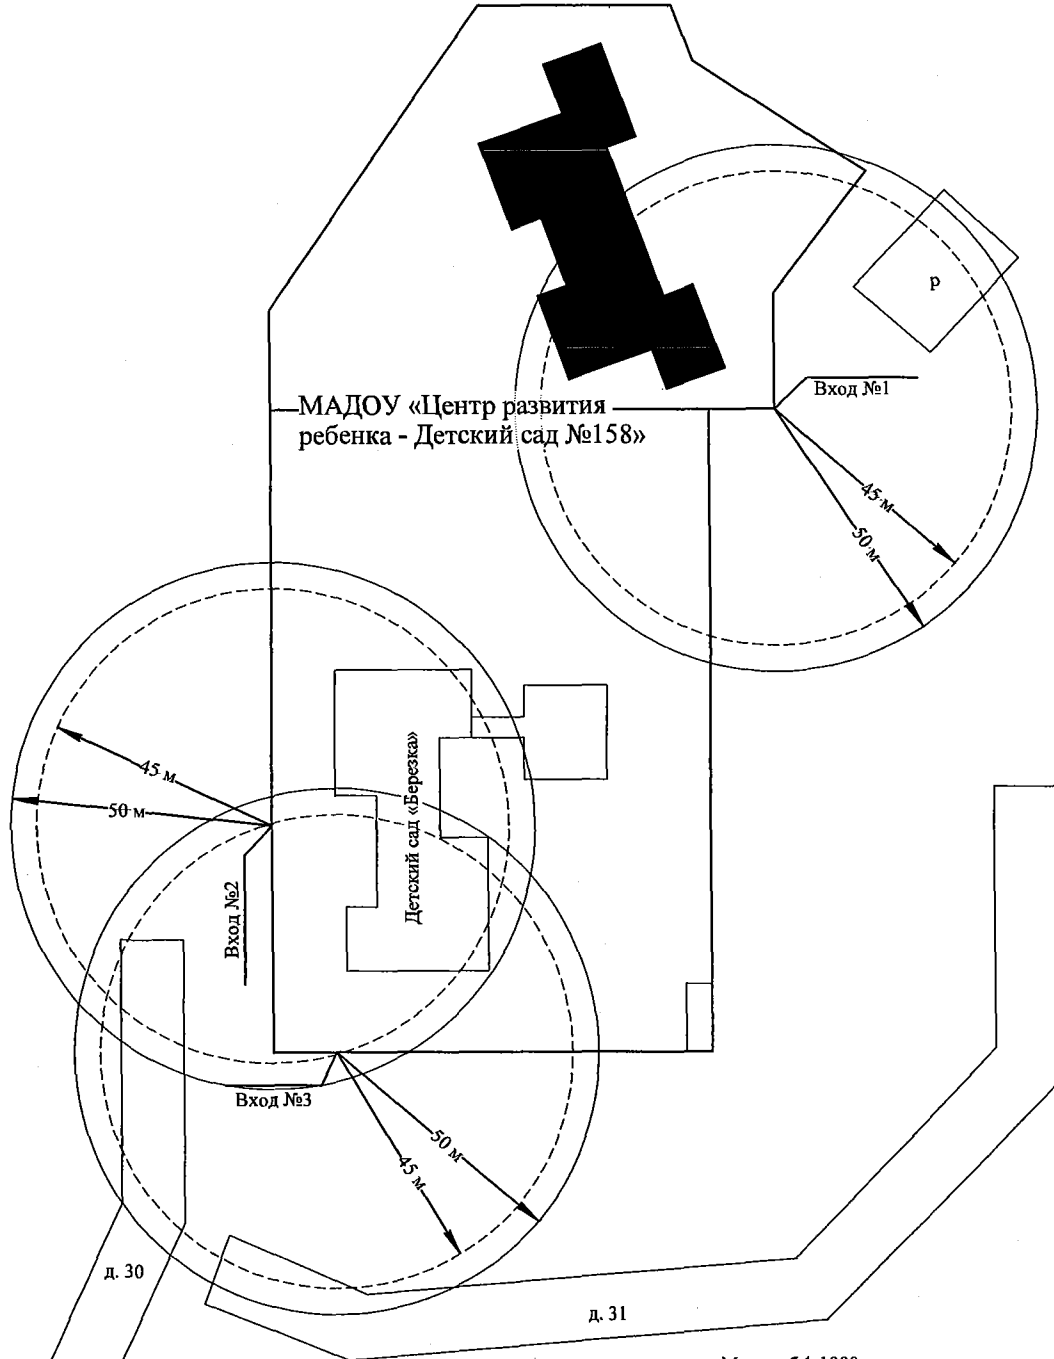 р
Вход №1
МАДОУ «Центр развития
ребенка - Детский сад №158»
45 м
50 м
Детский сад «Березка»
45 м
50 м
Вход №2
Вход №3
50 м
45 м
д. 30
д. 31